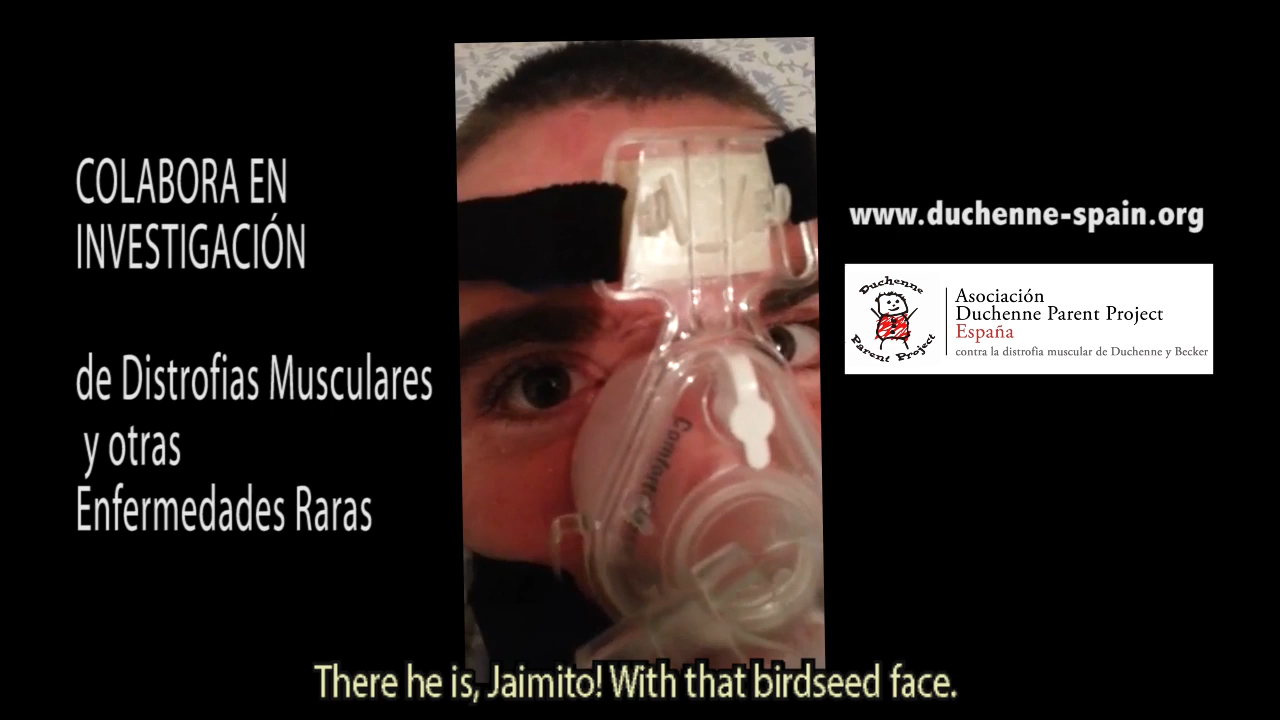 COLABORA EN
INVESTIGACIÓN
de Distrofias Musculares
y otras
Enfermedades Raras
www.duchenne-spain.org
Duchenne
Parent Project
Asociación
Duchenne Parent Project
España
contra la distrofia muscular de Duchenne y Becker
There he is, Jaimito! With that birdseed face.